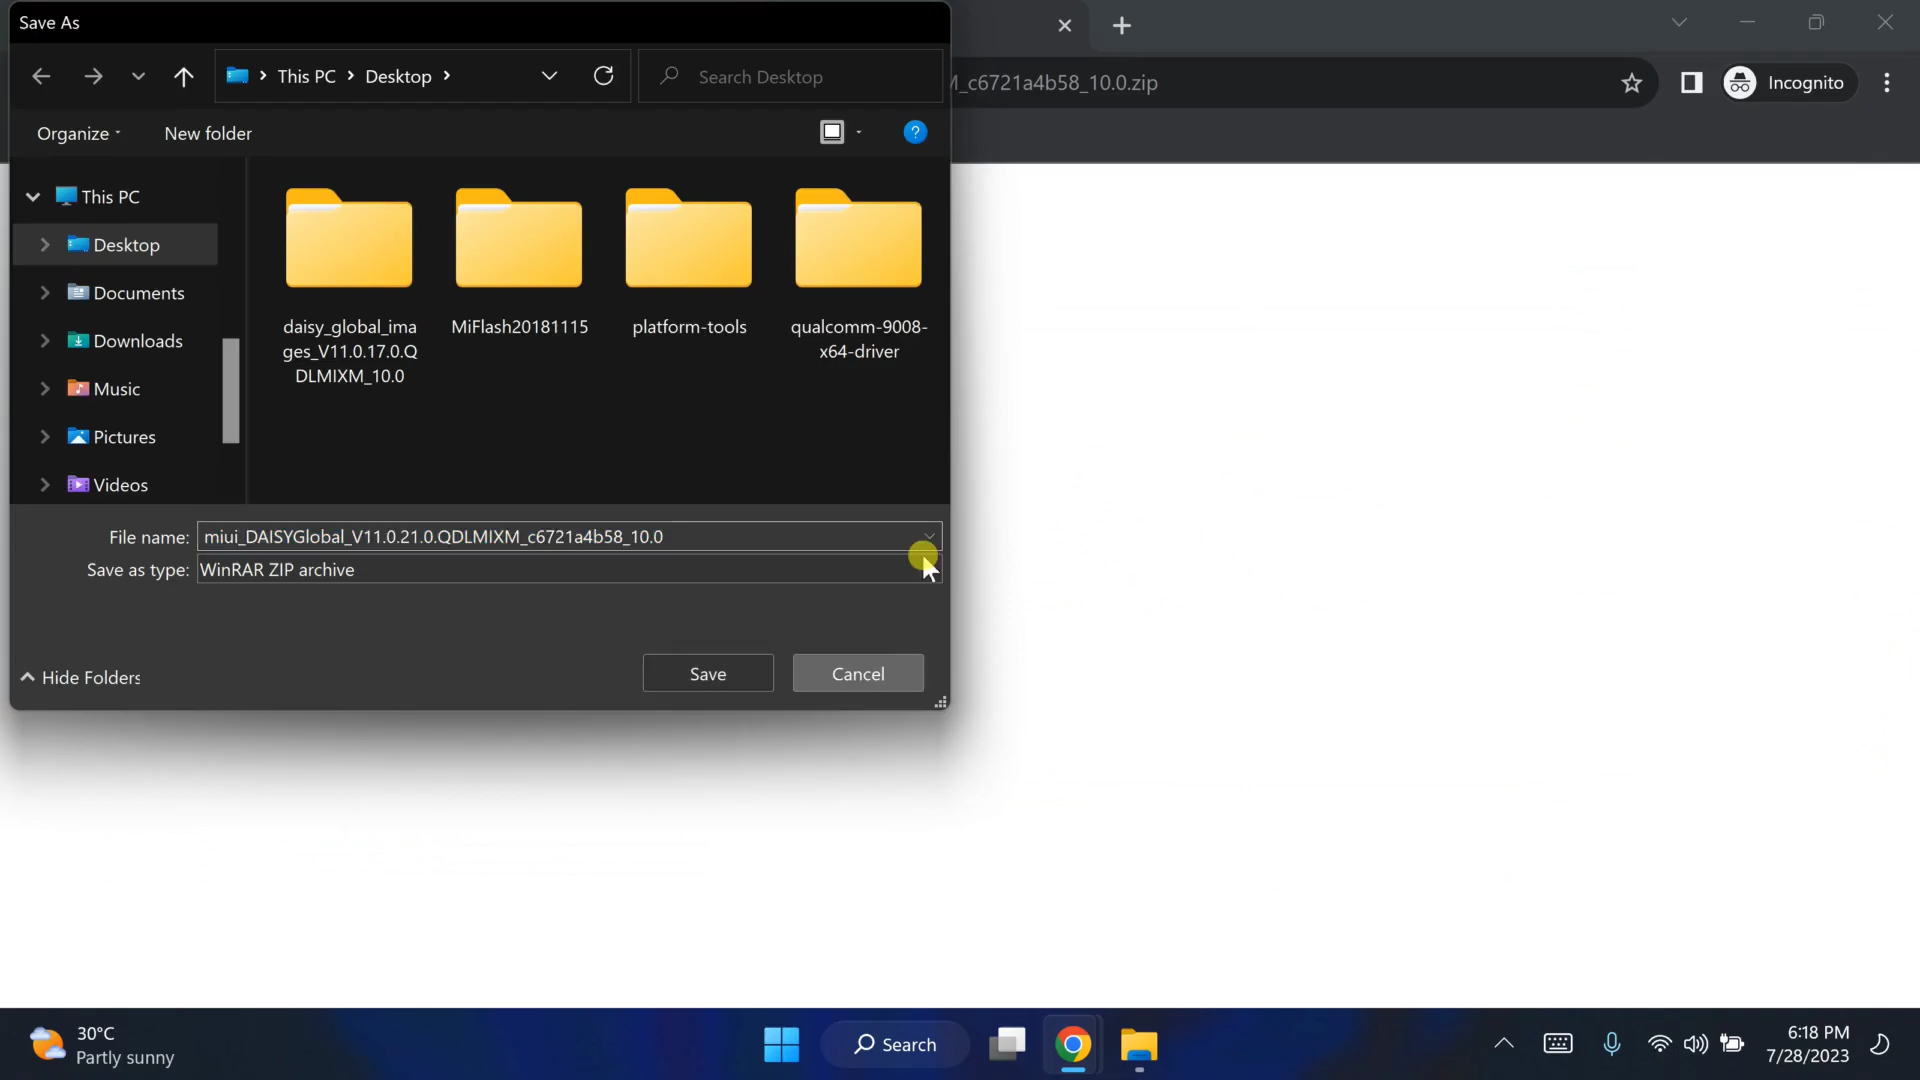 Save As
This PC
Desktop
Search Desktop
M_c6721a4b58_10.0.zip
Incognito
Organize
New folder
?
This PC
Desktop
Documents
Downloads
Music
Pictures
Videos
daisy_global_ima
ges_V11.0.17.0.Q
DLMIXM_10.0
MiFlash20181115
platform-tools
qualcomm-9008-
x64-driver
File name: miui_DAISYGlobal_V11.0.21.0.QDLMIXM_c6721a4b58_10.0
Save as type: WinRAR ZIP archive
Hide Folders
Save
Cancel
30°C
Partly sunny
Search
6:18 PM
7/28/2023